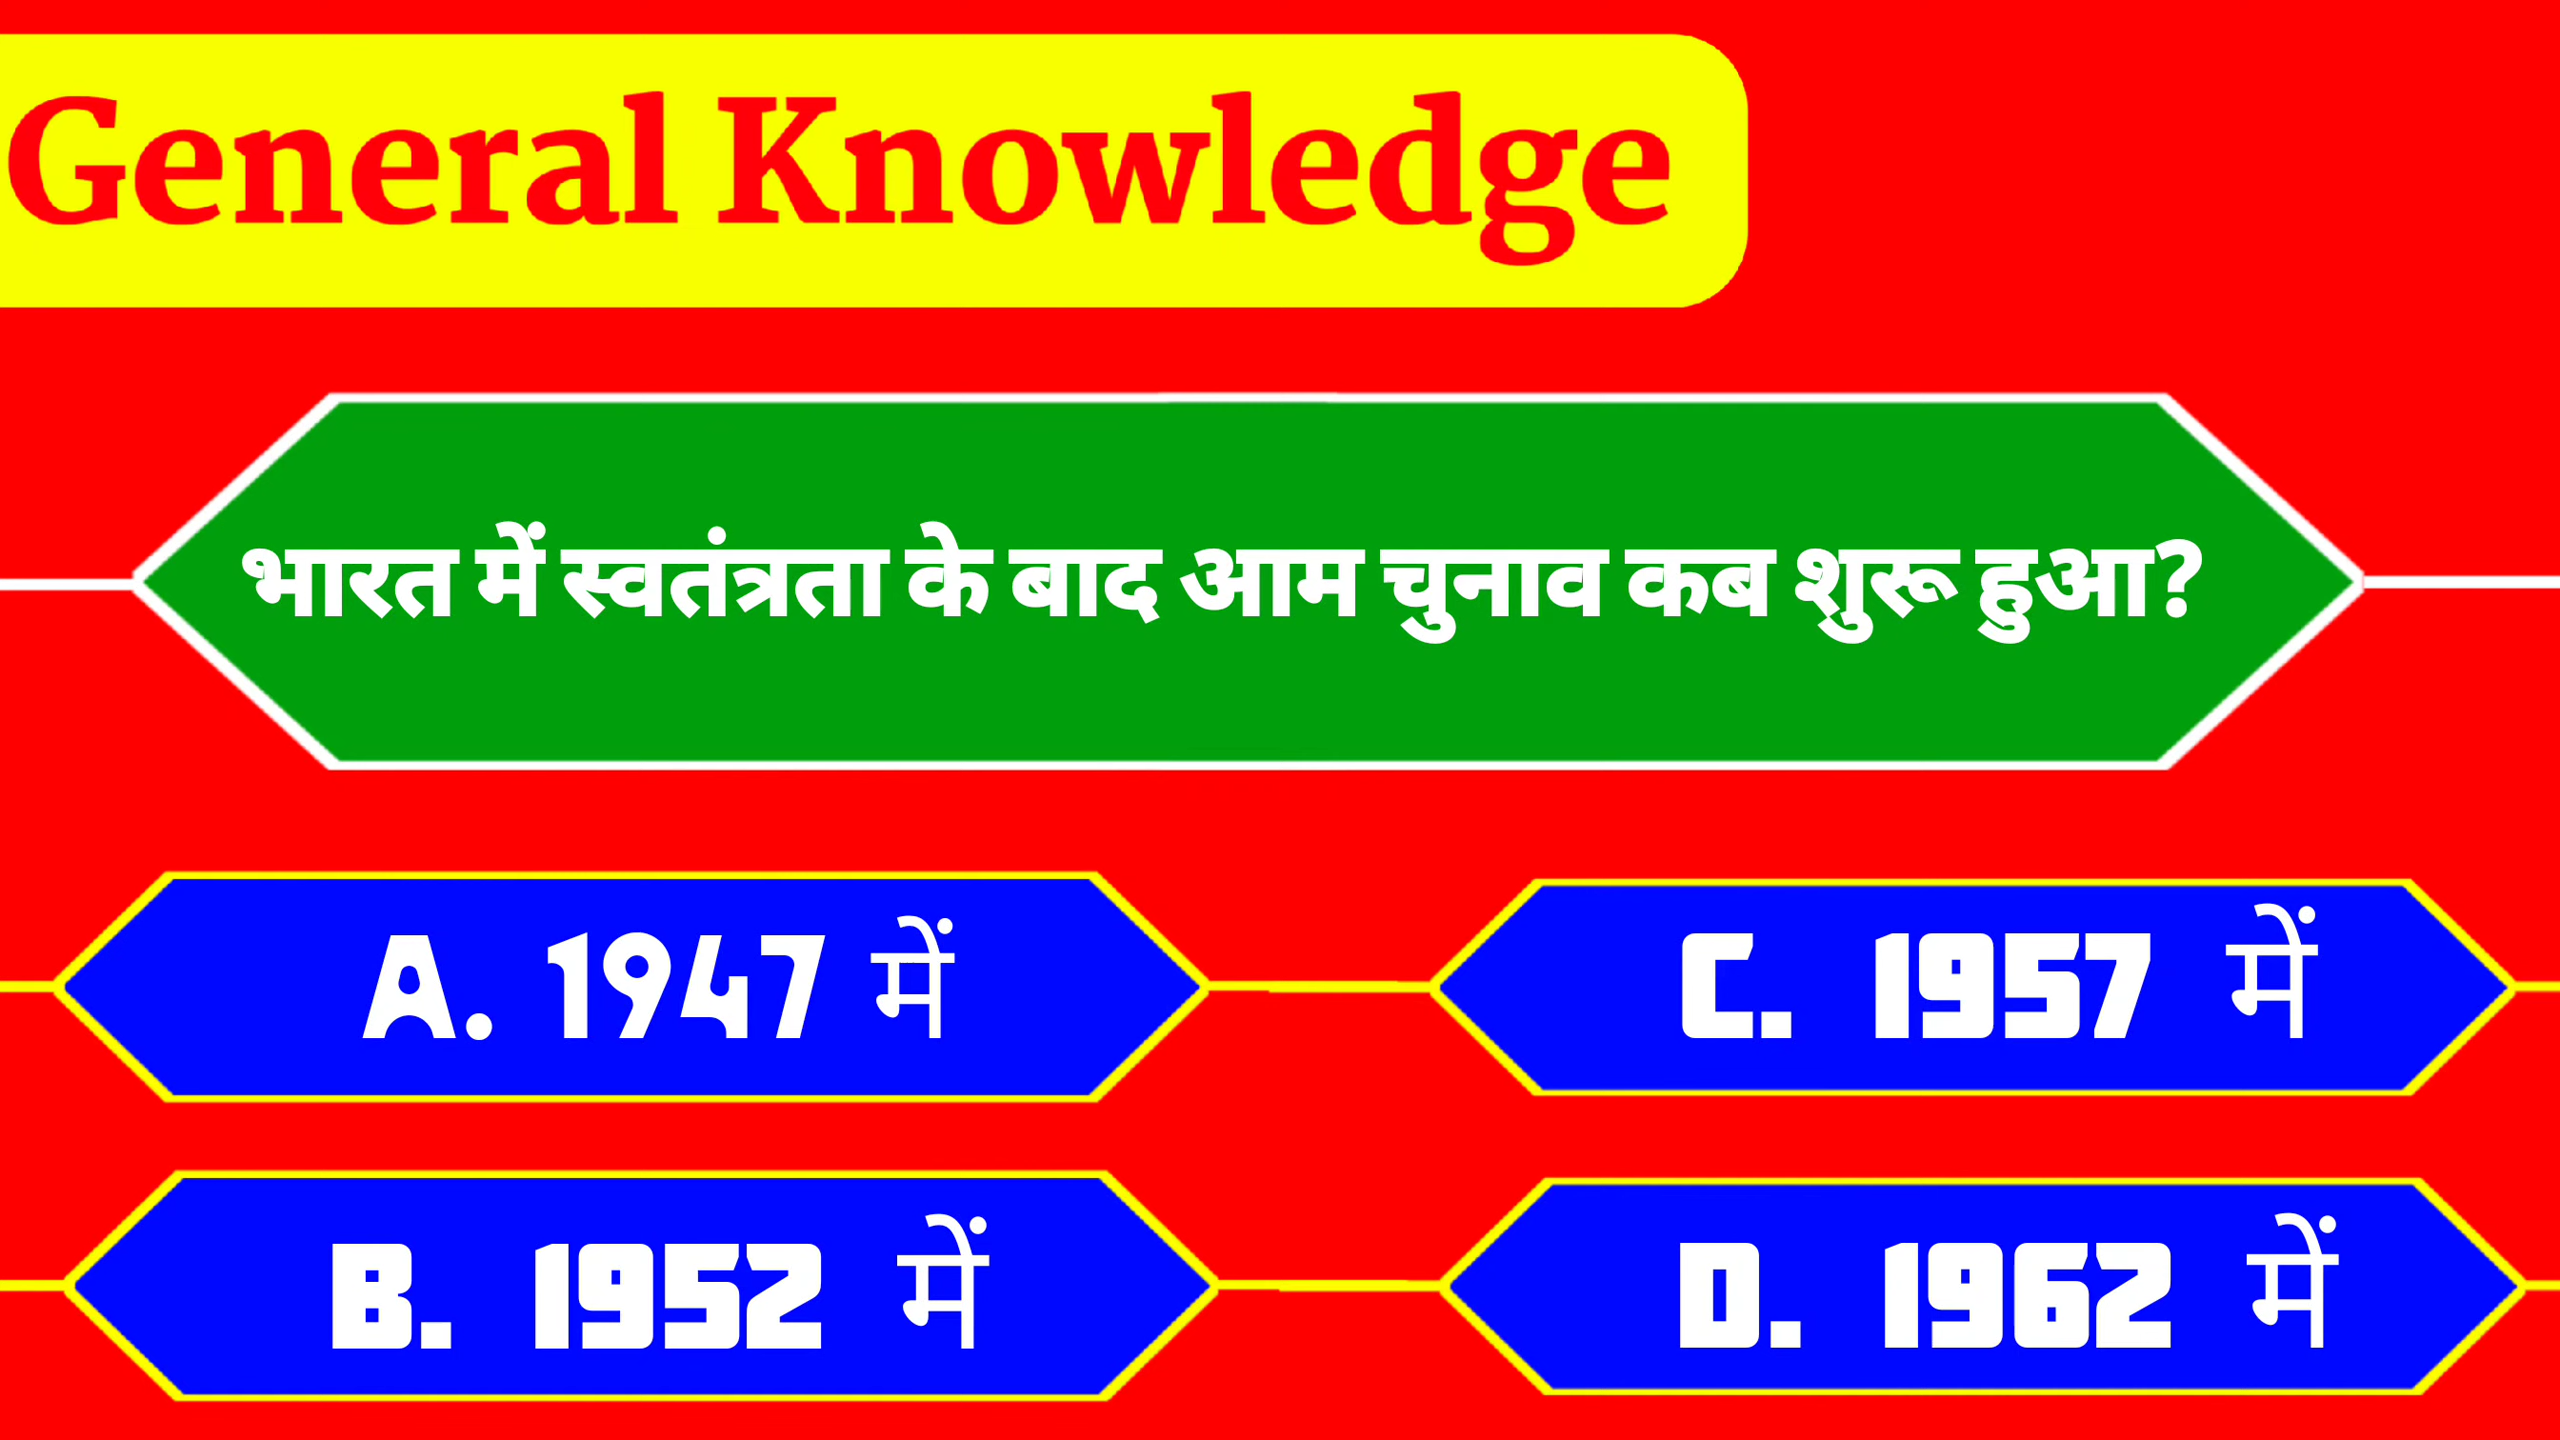 General Knowledge
भारत में स्वतंत्रता के बाद आम चुनाव कब शुरू हुआ?
A. 1947 में
C. 1957 में
B. 1952 में
D. 1962 में